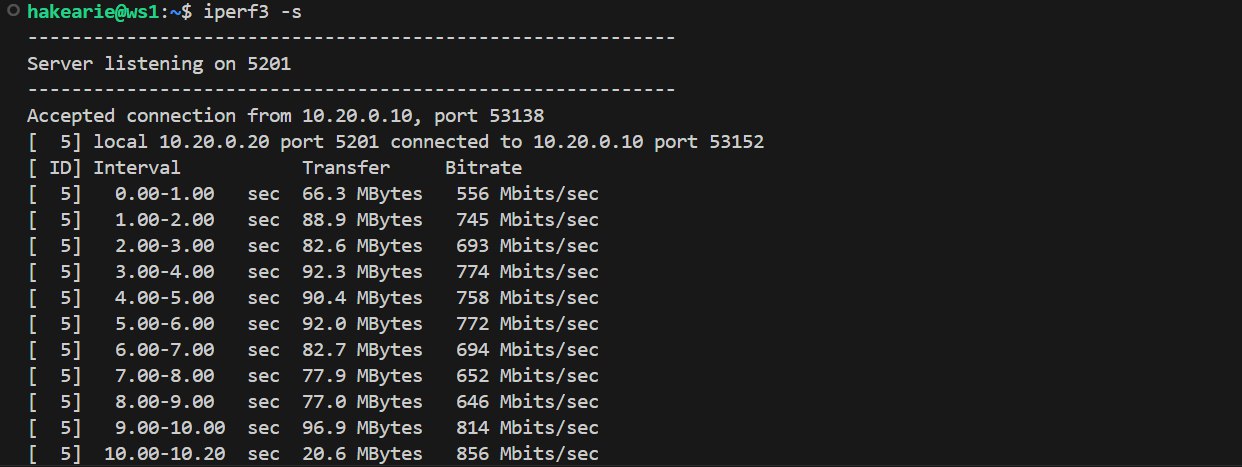 hakearie@ws1:~$ iperf3 -s
-----------------------------------------------------------
Server listening on 5201
-----------------------------------------------------------
Accepted connection from 10.20.0.10, port 53138
[  5] local 10.20.0.20 port 5201 connected to 10.20.0.10 port 53152
[ ID] Interval           Transfer     Bitrate
[  5]   0.00-1.00   sec  66.3 MBytes   556 Mbits/sec
[  5]   1.00-2.00   sec  88.9 MBytes   745 Mbits/sec
[  5]   2.00-3.00   sec  82.6 MBytes   693 Mbits/sec
[  5]   3.00-4.00   sec  92.3 MBytes   774 Mbits/sec
[  5]   4.00-5.00   sec  90.4 MBytes   758 Mbits/sec
[  5]   5.00-6.00   sec  92.0 MBytes   772 Mbits/sec
[  5]   6.00-7.00   sec  82.7 MBytes   694 Mbits/sec
[  5]   7.00-8.00   sec  77.9 MBytes   652 Mbits/sec
[  5]   8.00-9.00   sec  77.0 MBytes   646 Mbits/sec
[  5]   9.00-10.00  sec  96.9 MBytes   814 Mbits/sec
[  5]  10.00-10.20  sec  20.6 MBytes   856 Mbits/sec